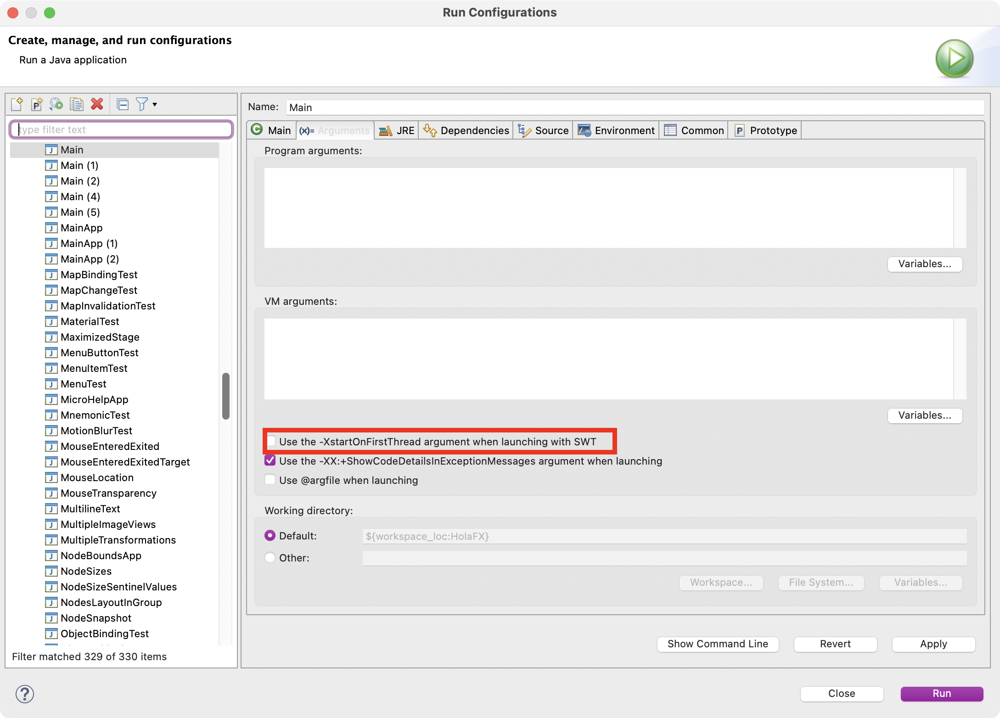 Run Configurations
Create, manage, and run configurations
Run a Java application
type filter text
Main
Main (1)
Main (2)
Main (4)
Main (5)
MainApp
MainApp (1)
MainApp (2)
MapBindingTest
MapChangeTest
MapInvalidationTest
MaterialTest
MaximizedStage
MenuButtonTest
MenuItemTest
MenuTest
MicroHelpApp
MnemonicTest
MotionBlurTest
MouseEnteredExited
MouseEnteredExitedTarget
MouseLocation
MouseTransparency
MultilineText
MultipleImageViews
MultipleTransformations
NodeBoundsApp
NodeSizes
NodeSizeSentinelValues
NodesLayoutInGroup
NodeSnapshot
ObjectBindingTest
Filter matched 329 of 330 items
Name: Main
Main (x)= Arguments JRE Dependencies Source Environment Common Prototype
Program arguments:
Variables...
VM arguments:
Variables...
Use the -XstartOnFirstThread argument when launching with SWT
Use the -XX:+ShowCodeDetailsInExceptionMessages argument when launching
Use @argfile when launching
Working directory:
Default: ${workspace_loc:HolaFX}
Other:
Workspace... File System... Variables...
Show Command Line Revert Apply
Close Run